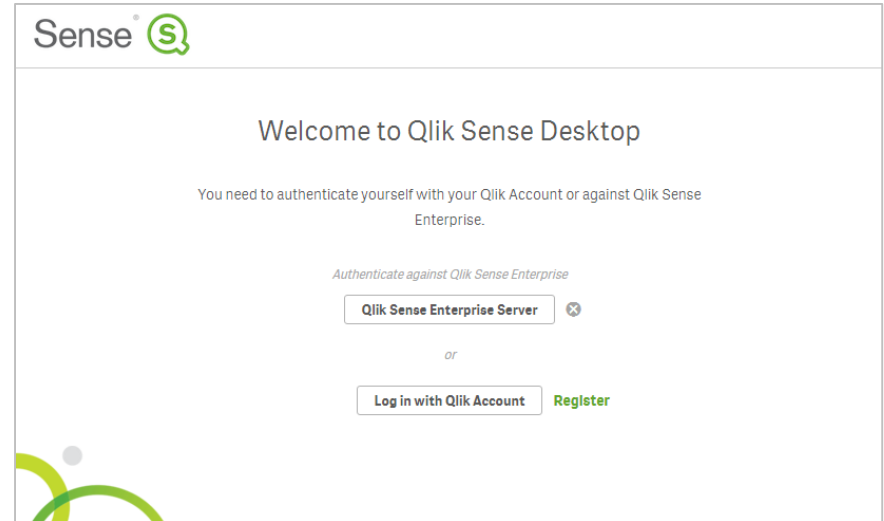 Sense
Welcome to Qlik Sense Desktop
You need to authenticate yourself with your Qlik Account or against Qlik Sense
Enterprise.
Authenticate against Qlik Sense Enterprise
Qlik Sense Enterprise Server
or
Log in with Qlik Account Register